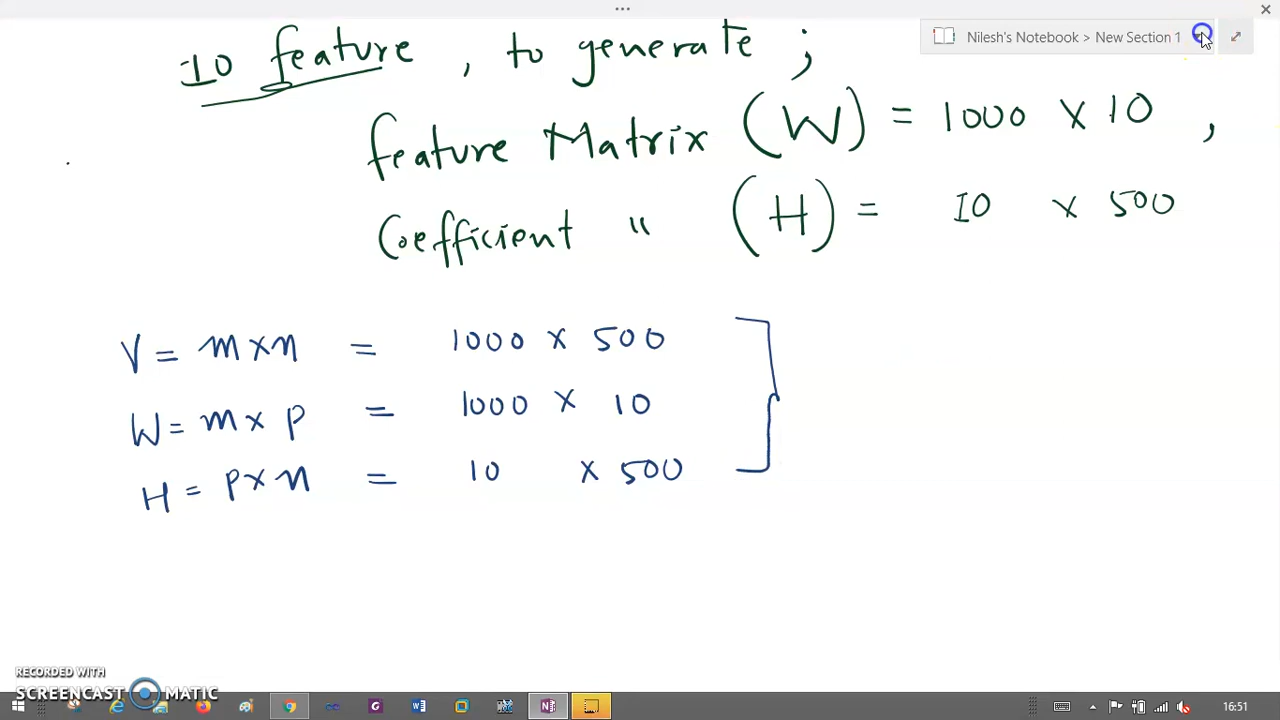 Nilesh's Notebook > New Section 1
10 feature , to generate ;
feature Matrix (W) = 1000 X 10 ,
Coefficient " (H) = 10 x 500
V = m x n = 1000 x 500
W = m x p = 1000 x 10
H = p x n = 10 x 500
RECORDED WITH
SCREENCAST MATIC
16:51